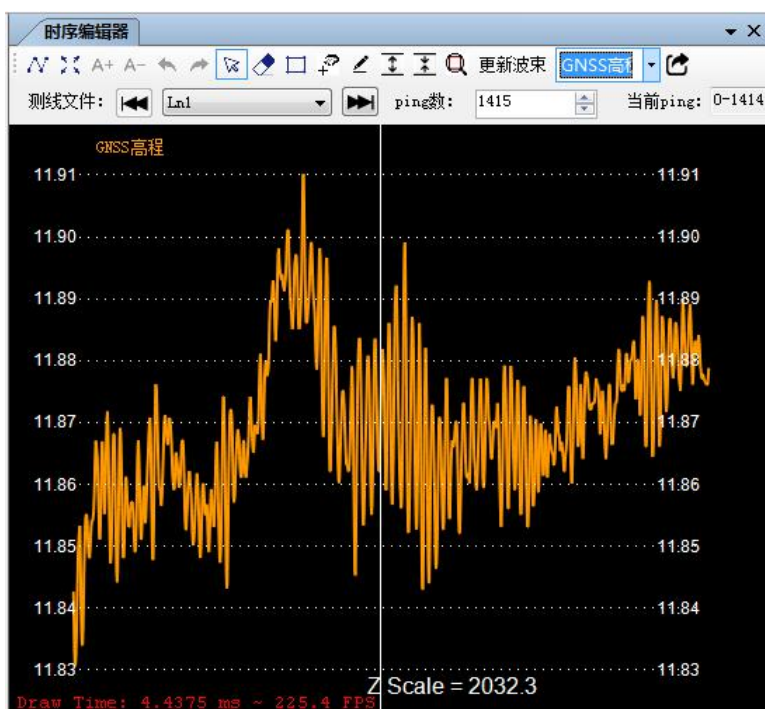 时序编辑器
A+ A- 更新波束 GNSS高程
测线文件： Ln1 ping数： 1415 当前ping： 0-1414
GNSS高程
11.91 11.91
11.90 11.90
11.89 11.89
11.88 11.88
11.87 11.87
11.86 11.86
11.85 11.85
11.84 11.84
11.83 11.83
Z Scale = 2032.3
Draw Time: 4.4375 ms ~ 225.4 FPS